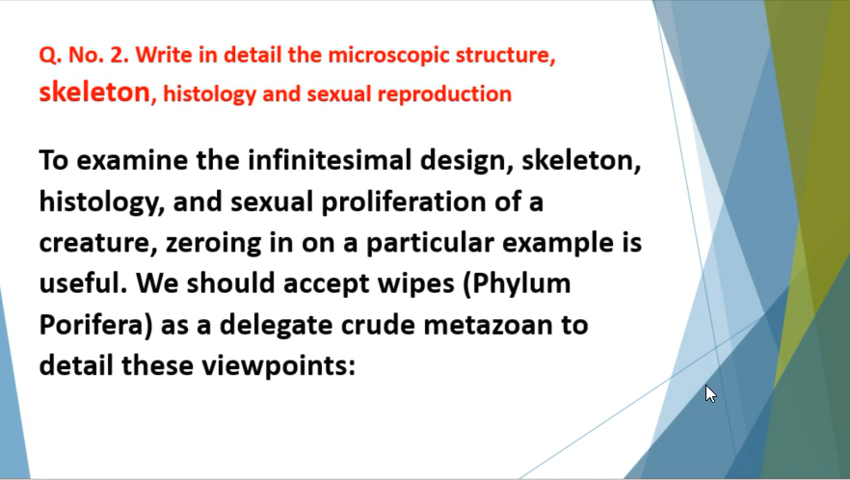 Q. No. 2. Write in detail the microscopic structure,
skeleton, histology and sexual reproduction
To examine the infinitesimal design, skeleton,
histology, and sexual proliferation of a
creature, zeroing in on a particular example is
useful. We should accept wipes (Phylum
Porifera) as a delegate crude metazoan to
detail these viewpoints: